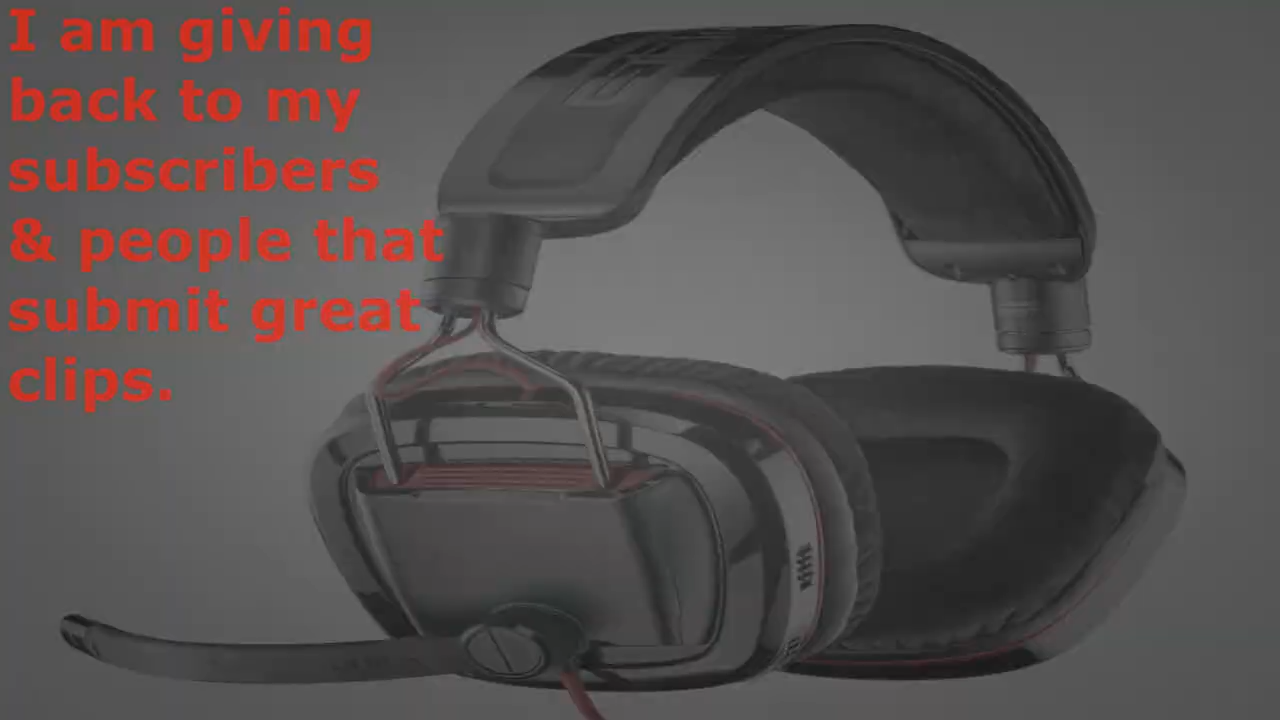 I am giving
back to my
subscribers
& people that
submit great
clips.